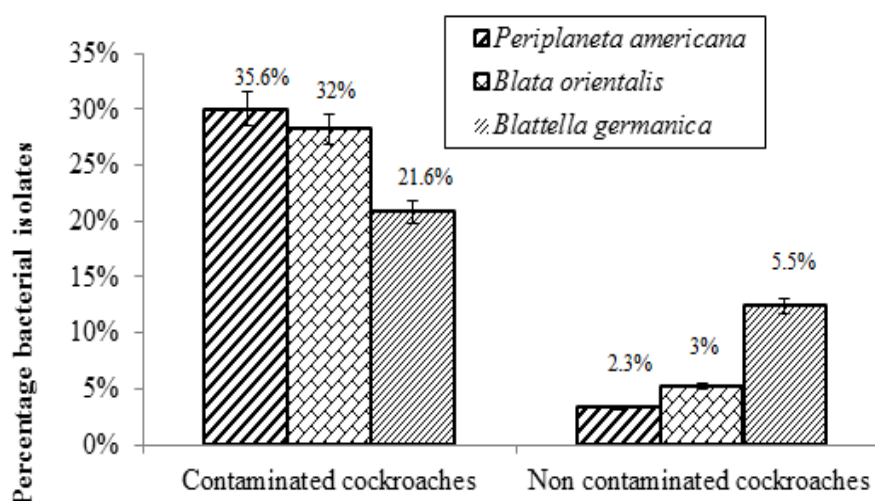 Percentage bacterial isolates
35%
30%
25%
20%
15%
10%
5%
0%
Periplaneta americana
Blata orientalis
Blattella germanica
35.6%
32%
21.6%
2.3%
3%
5.5%
Contaminated cockroaches
Non contaminated cockroaches